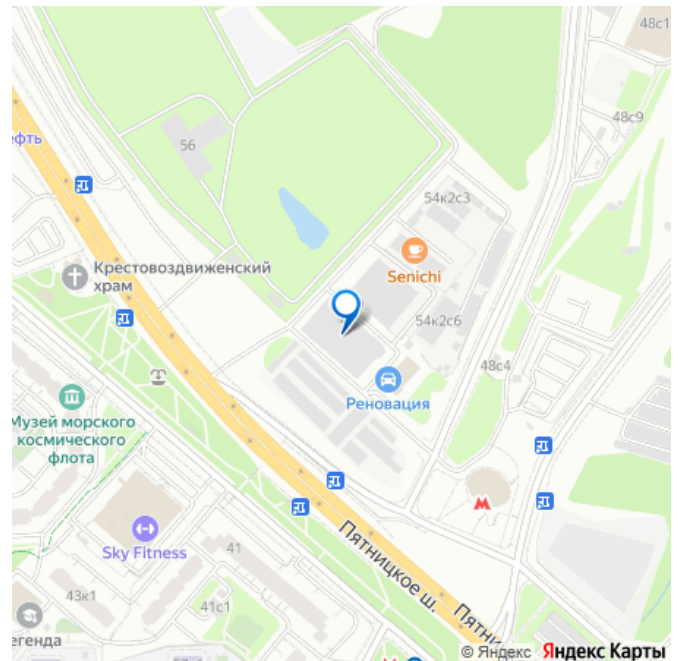 48с1
56
48с9
ефть
54к2с3
Крестовоздвиженский
храм
Senichi
54к2с6
48с4
Реновация
Музей морского
космического
флота
Sky Fitness
41
Пятницкое ш.
43к1
41с1
егенда
© Яндекс Яндекс Карты